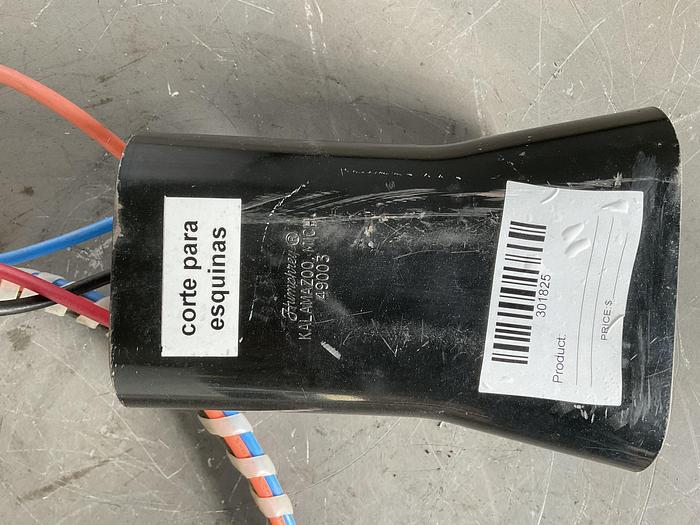 corte para
esquinas
KALAMAZOO, MICH.
49003
301825
Product:
PRICE:$